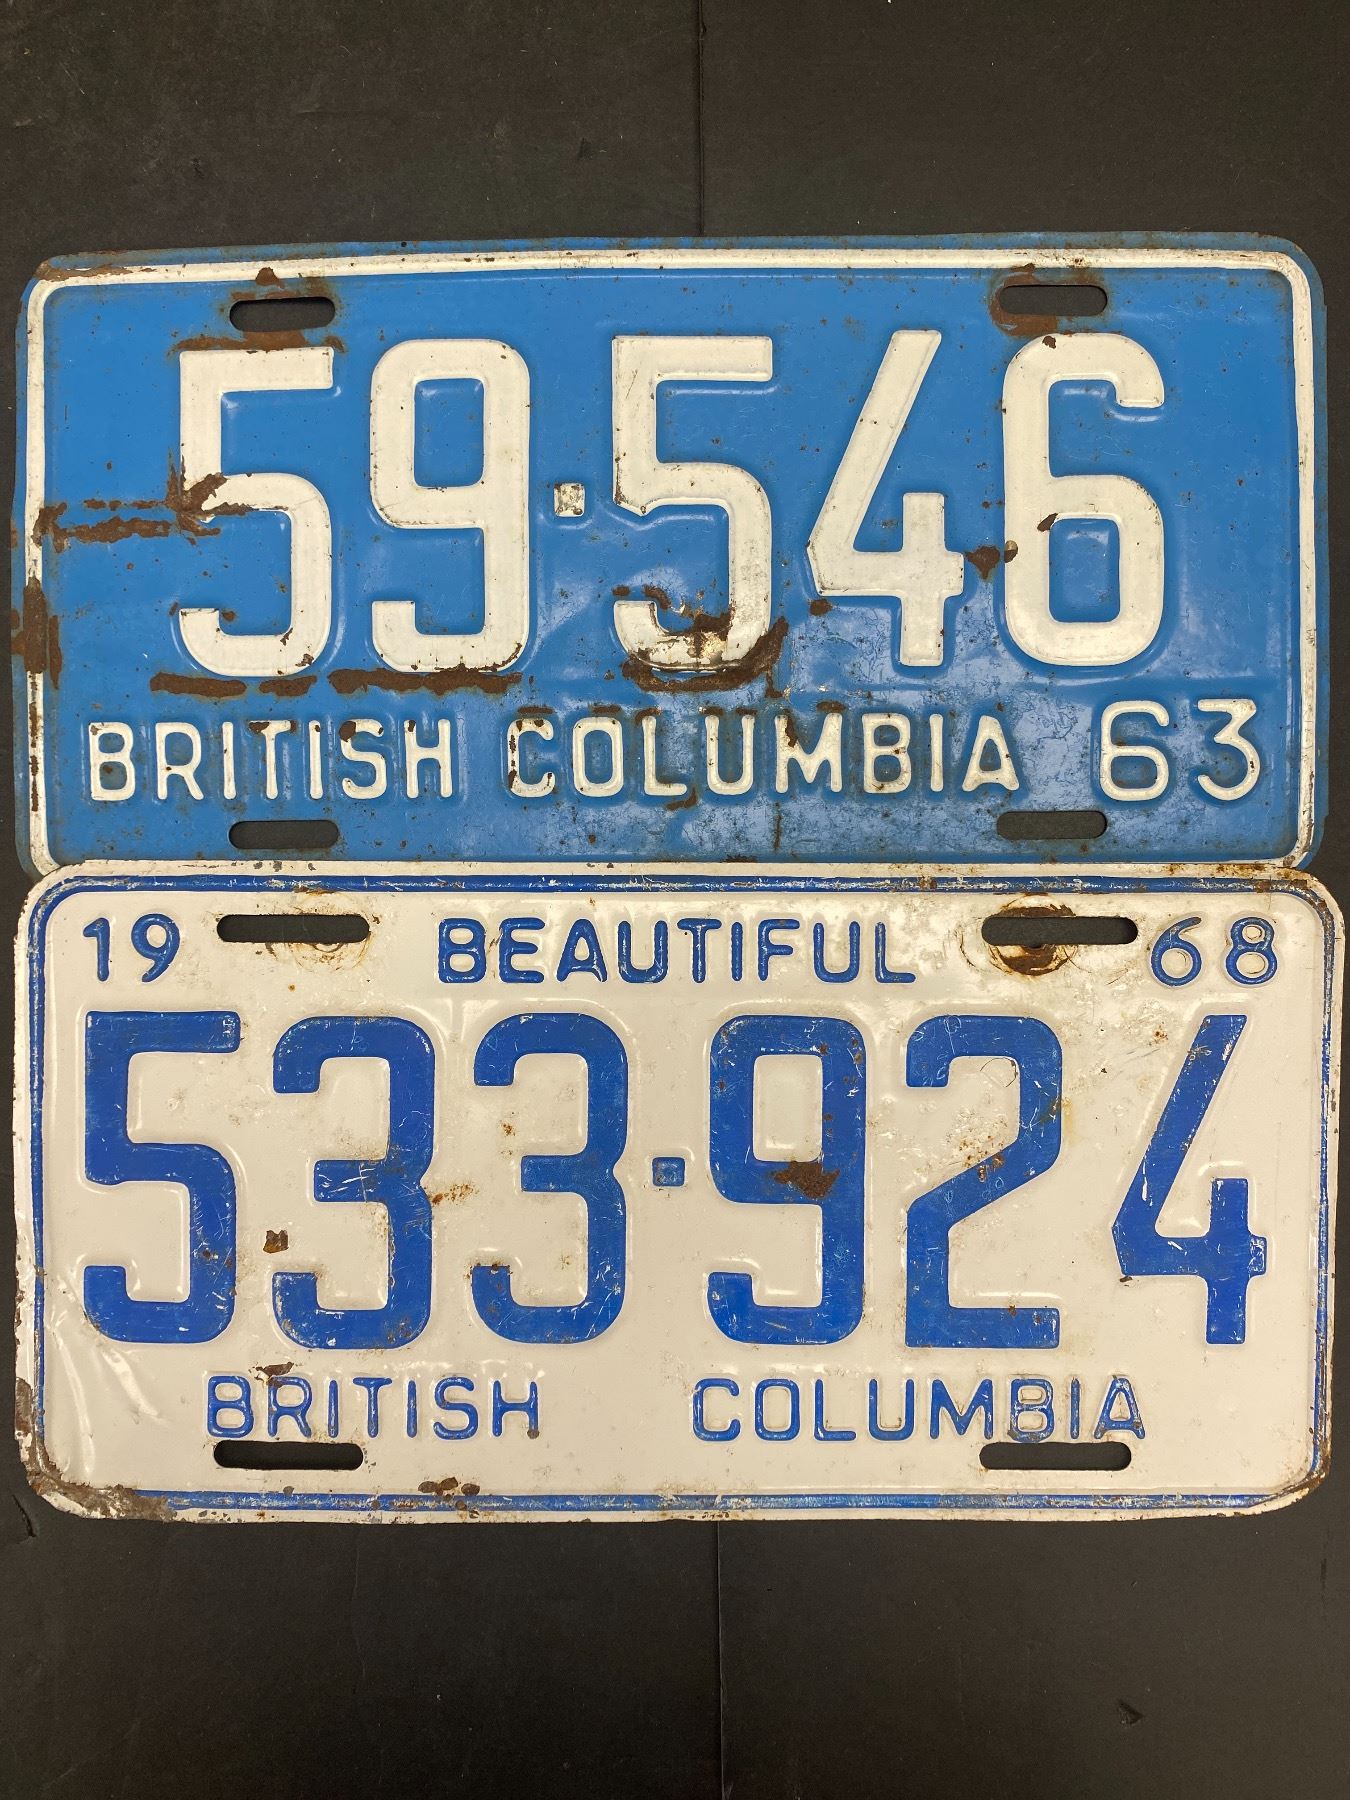 59·546
BRITISH COLUMBIA 63
19 BEAUTIFUL 68
533·924
BRITISH COLUMBIA